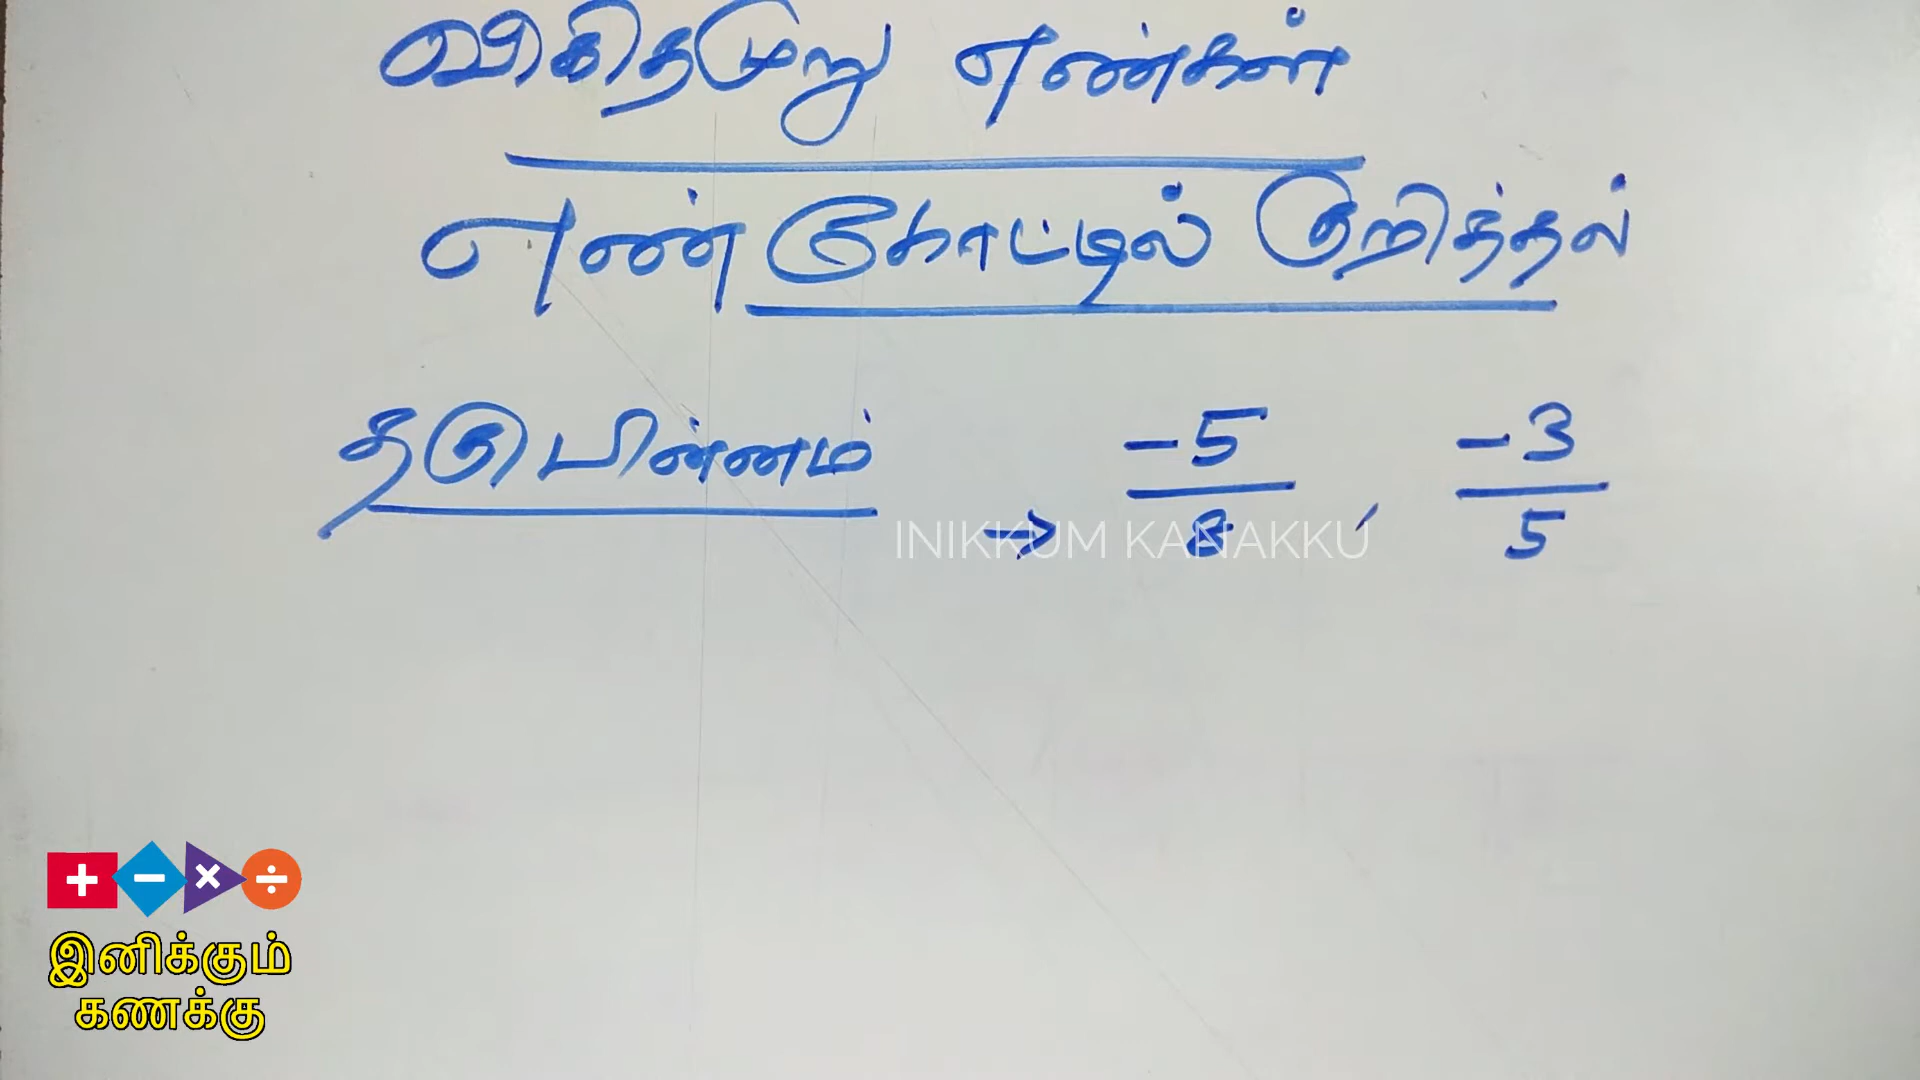 விகிதமுறு எண்கள்
எண் கோட்டில் குறித்தல்
தகு பின்னம் → -5/8 , -3/5
INIKKUM KANAKKU
+ - × ÷
இனிக்கும்
கணக்கு